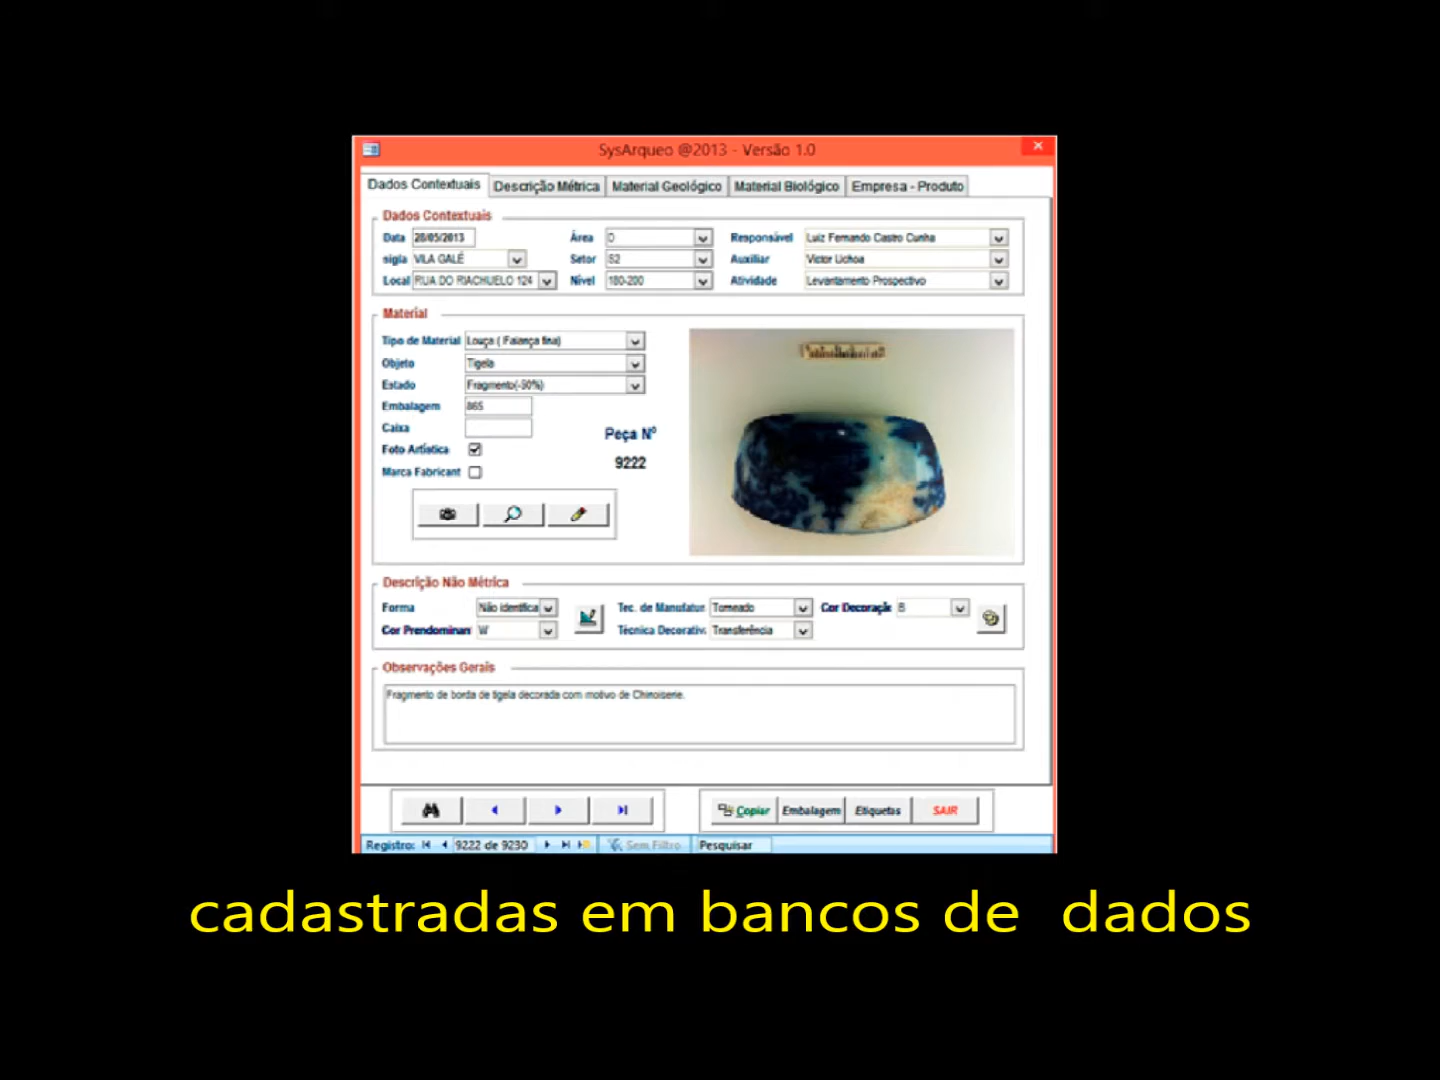 SysArqueo @2013 - Versão 1.0
Dados Contextuais Descrição Métrica Material Geológico Material Biológico Empresa - Produto
Dados Contextuais
Data 28/05/2013 Área D Responsável Luiz Fernando Castro Cunha
sigla VILA GALÉ Setor S2 Auxiliar Victor Uchoa
Local RUA DO RIACHUELO 124 Nível 180-200 Atividade Levantamento Prospectivo
Material
Tipo de Material Louça ( Faiança fina)
Objeto Tigela
Estado Fragmento(-50%)
Embalagem 865
Caixa
Peça Nº
Foto Artística
9222
Marca Fabricant
Descrição Não Métrica
Forma Não identifica Tec. de Manufatur Torneado Cor Decoraçã B
Cor Prendominan W Técnica Decorativ Transferência
Observações Gerais
Fragmento de borda de tigela decorada com motivo de Chinoiserie.
Copiar Embalagem Etiquetas SAIR
Registro: 9222 de 9230 Sem Filtro Pesquisar
cadastradas em bancos de dados